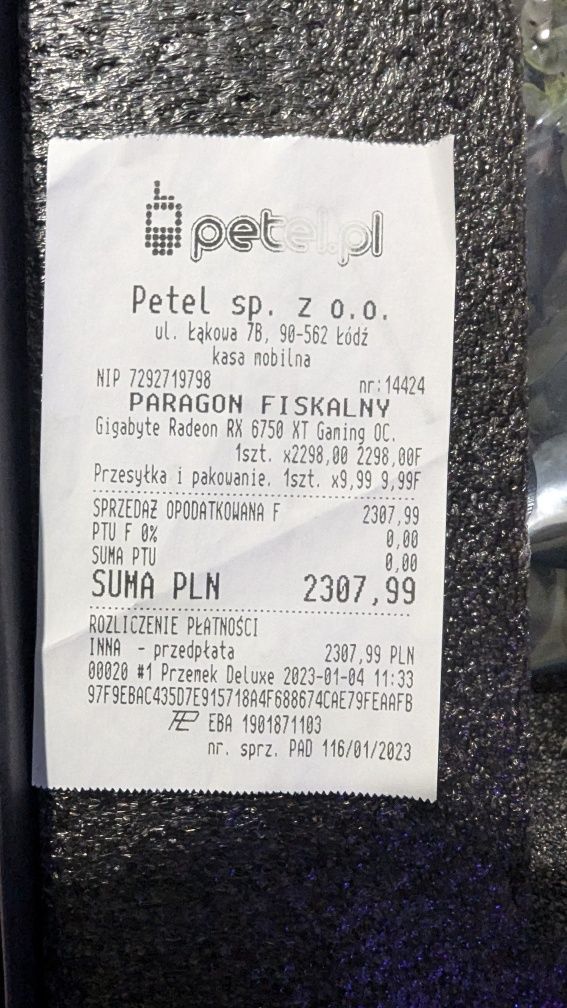 petel.pl
Petel sp. z o.o.
ul. Łąkowa 7B, 90-562 Łódź
kasa mobilna
NIP 7292719798 nr:14424
PARAGON FISKALNY
Gigabyte Radeon RX 6750 XT Gaming OC.
1szt. x2298,00 2298,00F
Przesyłka i pakowanie. 1szt. x9,99 9,99F
SPRZEDAŻ OPODATKOWANA F 2307,99
PTU F 0% 0,00
SUMA PTU 0,00
SUMA PLN 2307,99
ROZLICZENIE PŁATNOŚCI
INNA - przedpłata 2307,99 PLN
00020 #1 Przemek Deluxe 2023-01-04 11:33
97F9EBAC435D7E915718A4F688674CAE79FEAAFB
EBA 1901871103
nr. sprz. PAD 116/01/2023